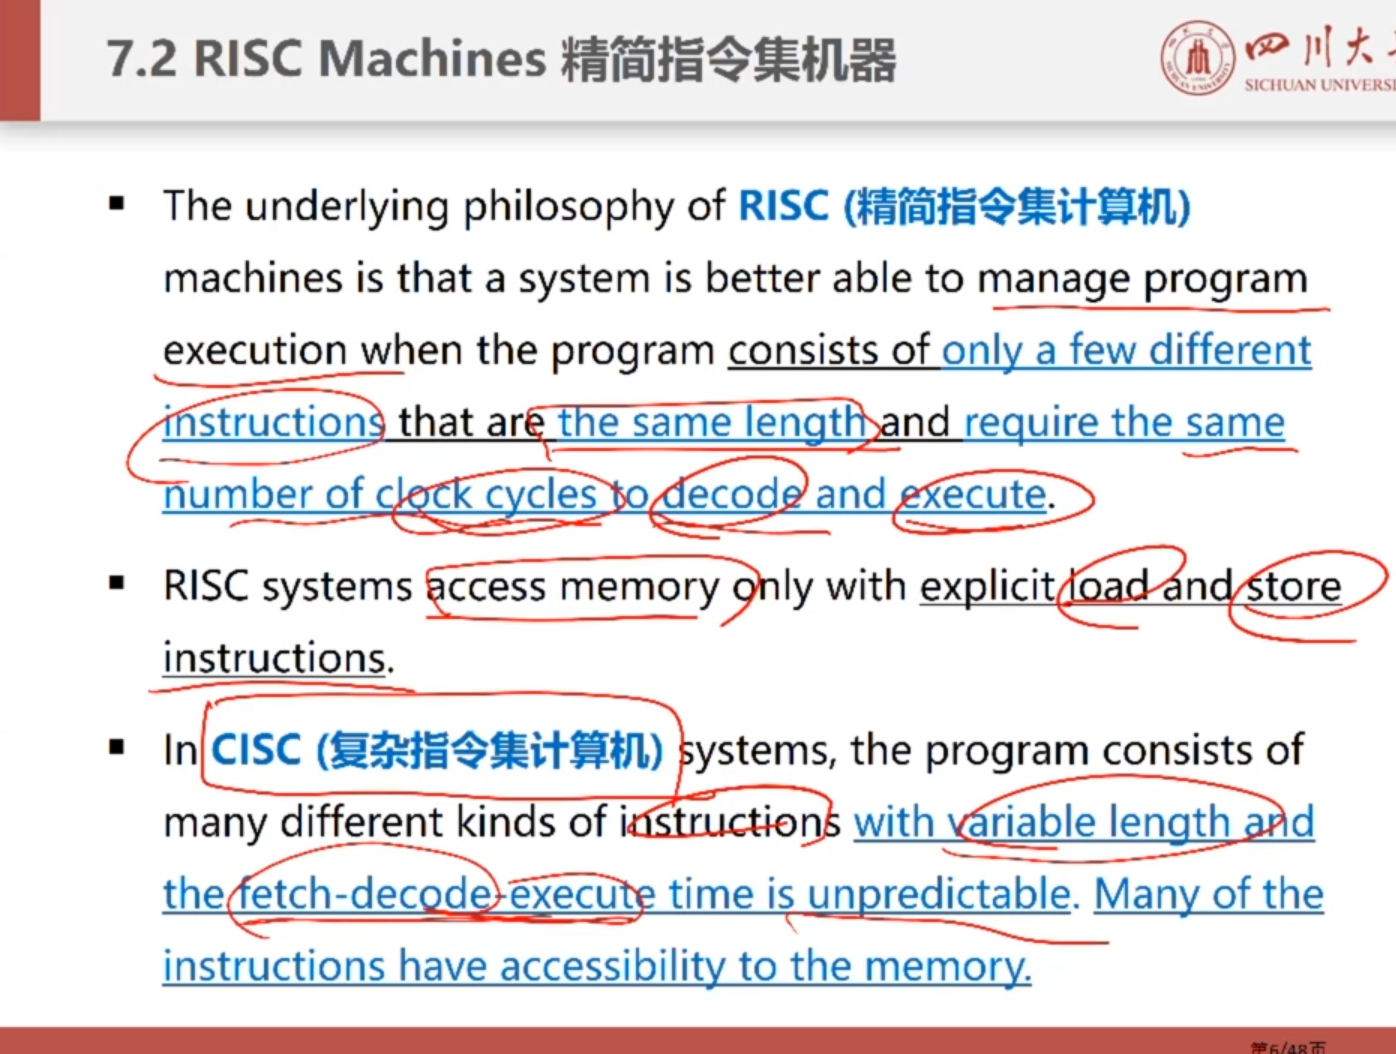 7.2 RISC Machines 精简指令集机器
四川大
SICHUAN UNIVERSI
▪ The underlying philosophy of RISC (精简指令集计算机)
machines is that a system is better able to manage program
execution when the program consists of only a few different
instructions that are the same length and require the same
number of clock cycles to decode and execute.
▪ RISC systems access memory only with explicit load and store
instructions.
▪ In CISC (复杂指令集计算机) systems, the program consists of
many different kinds of instructions with variable length and
the fetch-decode-execute time is unpredictable. Many of the
instructions have accessibility to the memory.
第6/48页